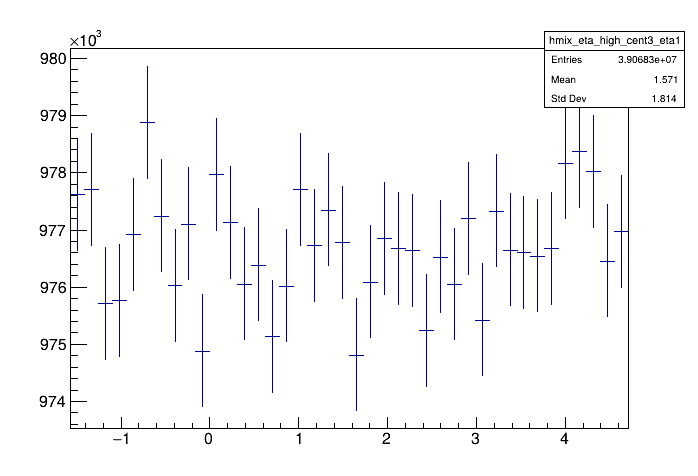 ×10³
hmix_eta_high_cent3_eta1
Entries 3.90683e+07
Mean 1.571
Std Dev 1.814
980
979
978
977
976
975
974
−1 0 1 2 3 4